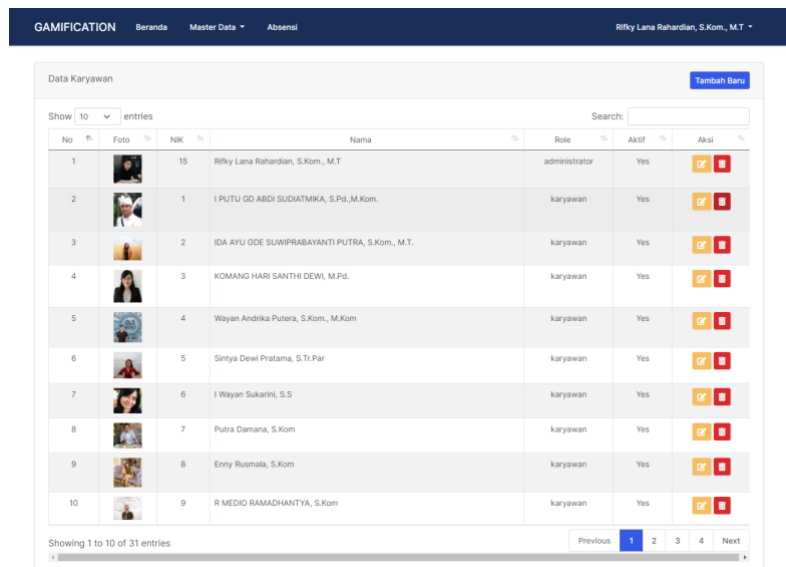 GAMIFICATION Beranda Master Data Absensi Rifky Lana Rahardian, S.Kom., M.T
Data Karyawan Tambah Baru
Show 10 entries Search:
No Foto NIK Nama Role Aktif Aksi
1 15 Rifky Lana Rahardian, S.Kom., M.T administrator Yes
2 1 I PUTU GD ABDI SUDIATMIKA, S.Pd.,M.Kom. karyawan Yes
3 2 IDA AYU GDE SUWIPRABAYANTI PUTRA, S.Kom., M.T. karyawan Yes
4 3 KOMANG HARI SANTHI DEWI, M.Pd. karyawan Yes
5 4 Wayan Andrika Putera, S.Kom., M.Kom karyawan Yes
6 5 Sintya Dewi Pratama, S.Tr.Par karyawan Yes
7 6 I Wayan Sukarini, S.S karyawan Yes
8 7 Putra Damana, S.Kom karyawan Yes
9 8 Enny Rusmala, S.Kom karyawan Yes
10 9 R MEDIO RAMADHANTYA, S.Kom karyawan Yes
Showing 1 to 10 of 31 entries Previous 1 2 3 4 Next